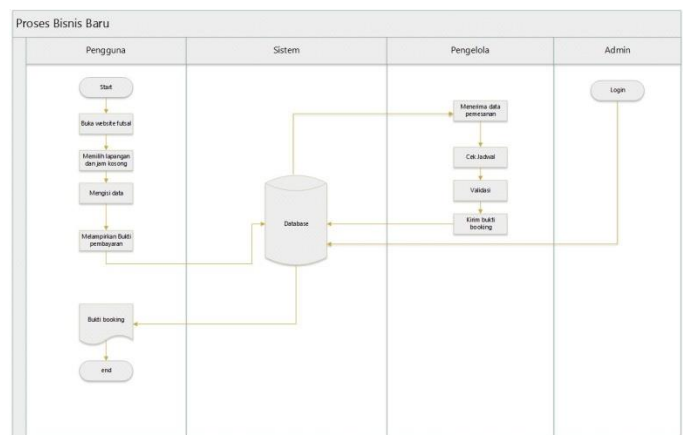 Proses Bisnis Baru
Pengguna
Sistem
Pengelola
Admin
Start
Buka website futsal
Memilih lapangan
dan jam kosong
Mengisi data
Melampirkan Bukti
pembayaran
Database
Menerima data
pemesanan
Cek Jadwal
Validasi
Kirim bukti
booking
Login
Bukti booking
end